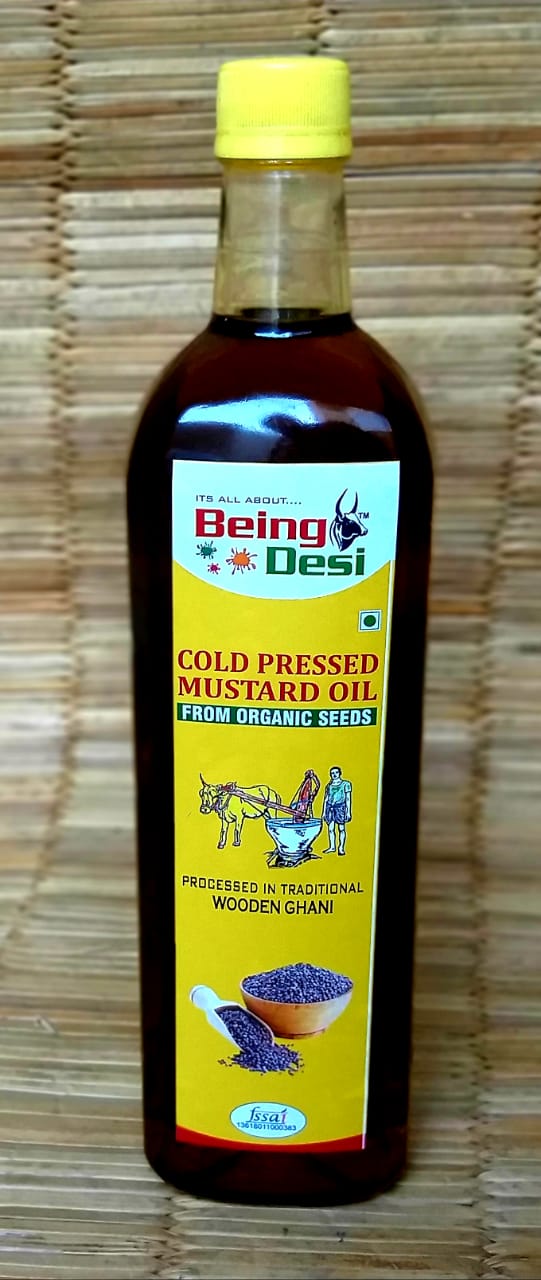 ITS ALL ABOUT....
Being TM
Desi
COLD PRESSED
MUSTARD OIL
FROM ORGANIC SEEDS
PROCESSED IN TRADITIONAL
WOODEN GHANI
fssai
13618011000383